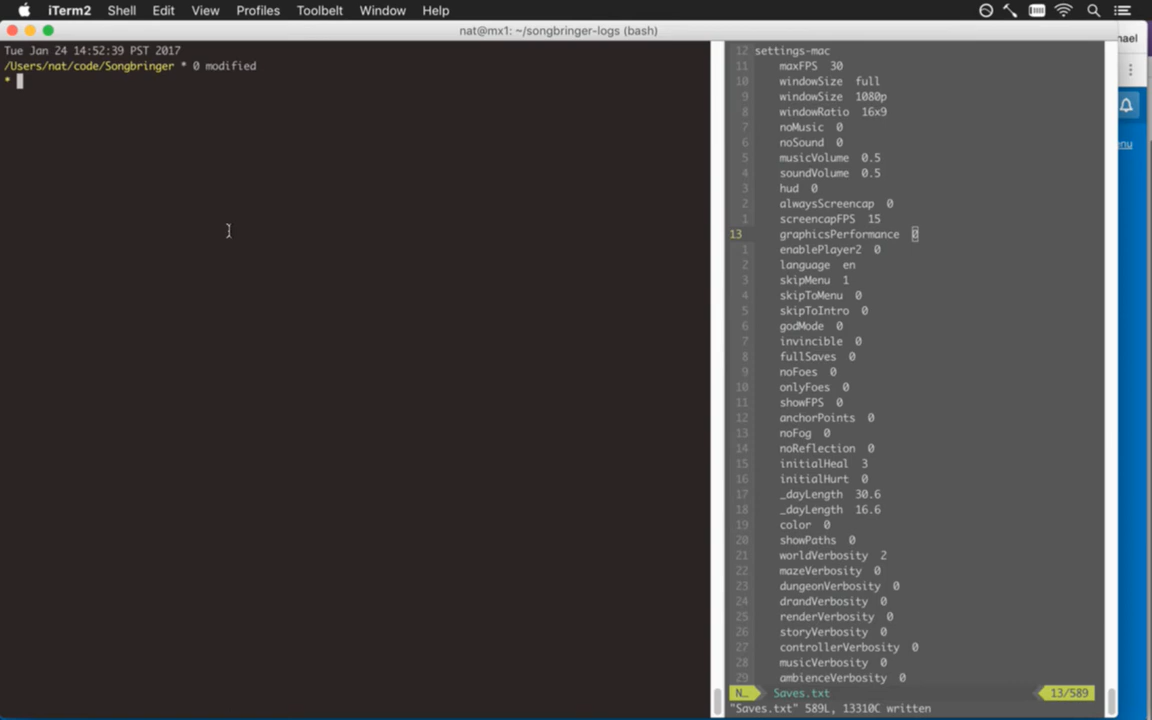 iTerm2 Shell Edit View Profiles Toolbelt Window Help
nat@mx1: ~/songbringer-logs (bash)
Tue Jan 24 14:52:39 PST 2017
/Users/nat/code/Songbringer * 0 modified
*
12 settings-mac
11 maxFPS 30
10 windowSize full
9 windowSize 1080p
8 windowRatio 16x9
7 noMusic 0
6 noSound 0
5 musicVolume 0.5
4 soundVolume 0.5
3 hud 0
2 alwaysScreencap 0
1 screencapFPS 15
13 graphicsPerformance 0
1 enablePlayer2 0
2 language en
3 skipMenu 1
4 skipToMenu 0
5 skipToIntro 0
6 godMode 0
7 invincible 0
8 fullSaves 0
9 noFoes 0
10 onlyFoes 0
11 showFPS 0
12 anchorPoints 0
13 noFog 0
14 noReflection 0
15 initialHeal 3
16 initialHurt 0
17 _dayLength 30.6
18 _dayLength 16.6
19 color 0
20 showPaths 0
21 worldVerbosity 2
22 mazeVerbosity 0
23 dungeonVerbosity 0
24 drandVerbosity 0
25 renderVerbosity 0
26 storyVerbosity 0
27 controllerVerbosity 0
28 musicVerbosity 0
29 ambienceVerbosity 0
N… Saves.txt 13/589
"Saves.txt" 589L, 13310C written
nael
nu